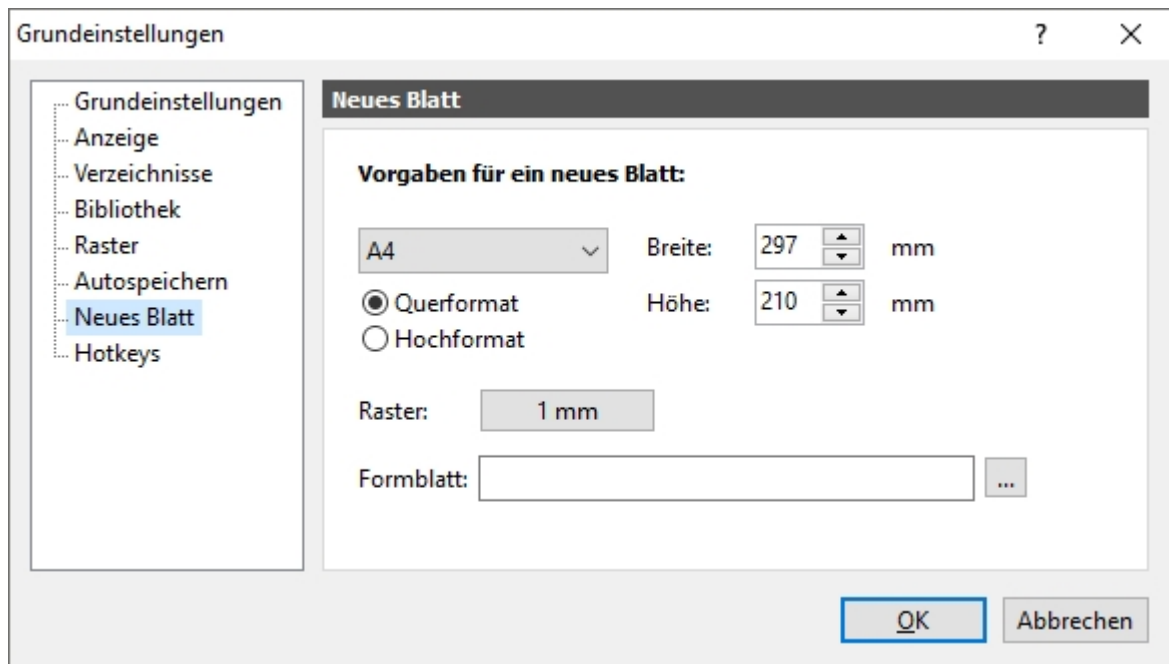 Grundeinstellungen
?
Grundeinstellungen
Anzeige
Verzeichnisse
Bibliothek
Raster
Autospeichern
Neues Blatt
Hotkeys
Neues Blatt
Vorgaben für ein neues Blatt:
A4 Breite: 297 mm
Querformat Höhe: 210 mm
Hochformat
Raster: 1 mm
Formblatt: ...
OK Abbrechen